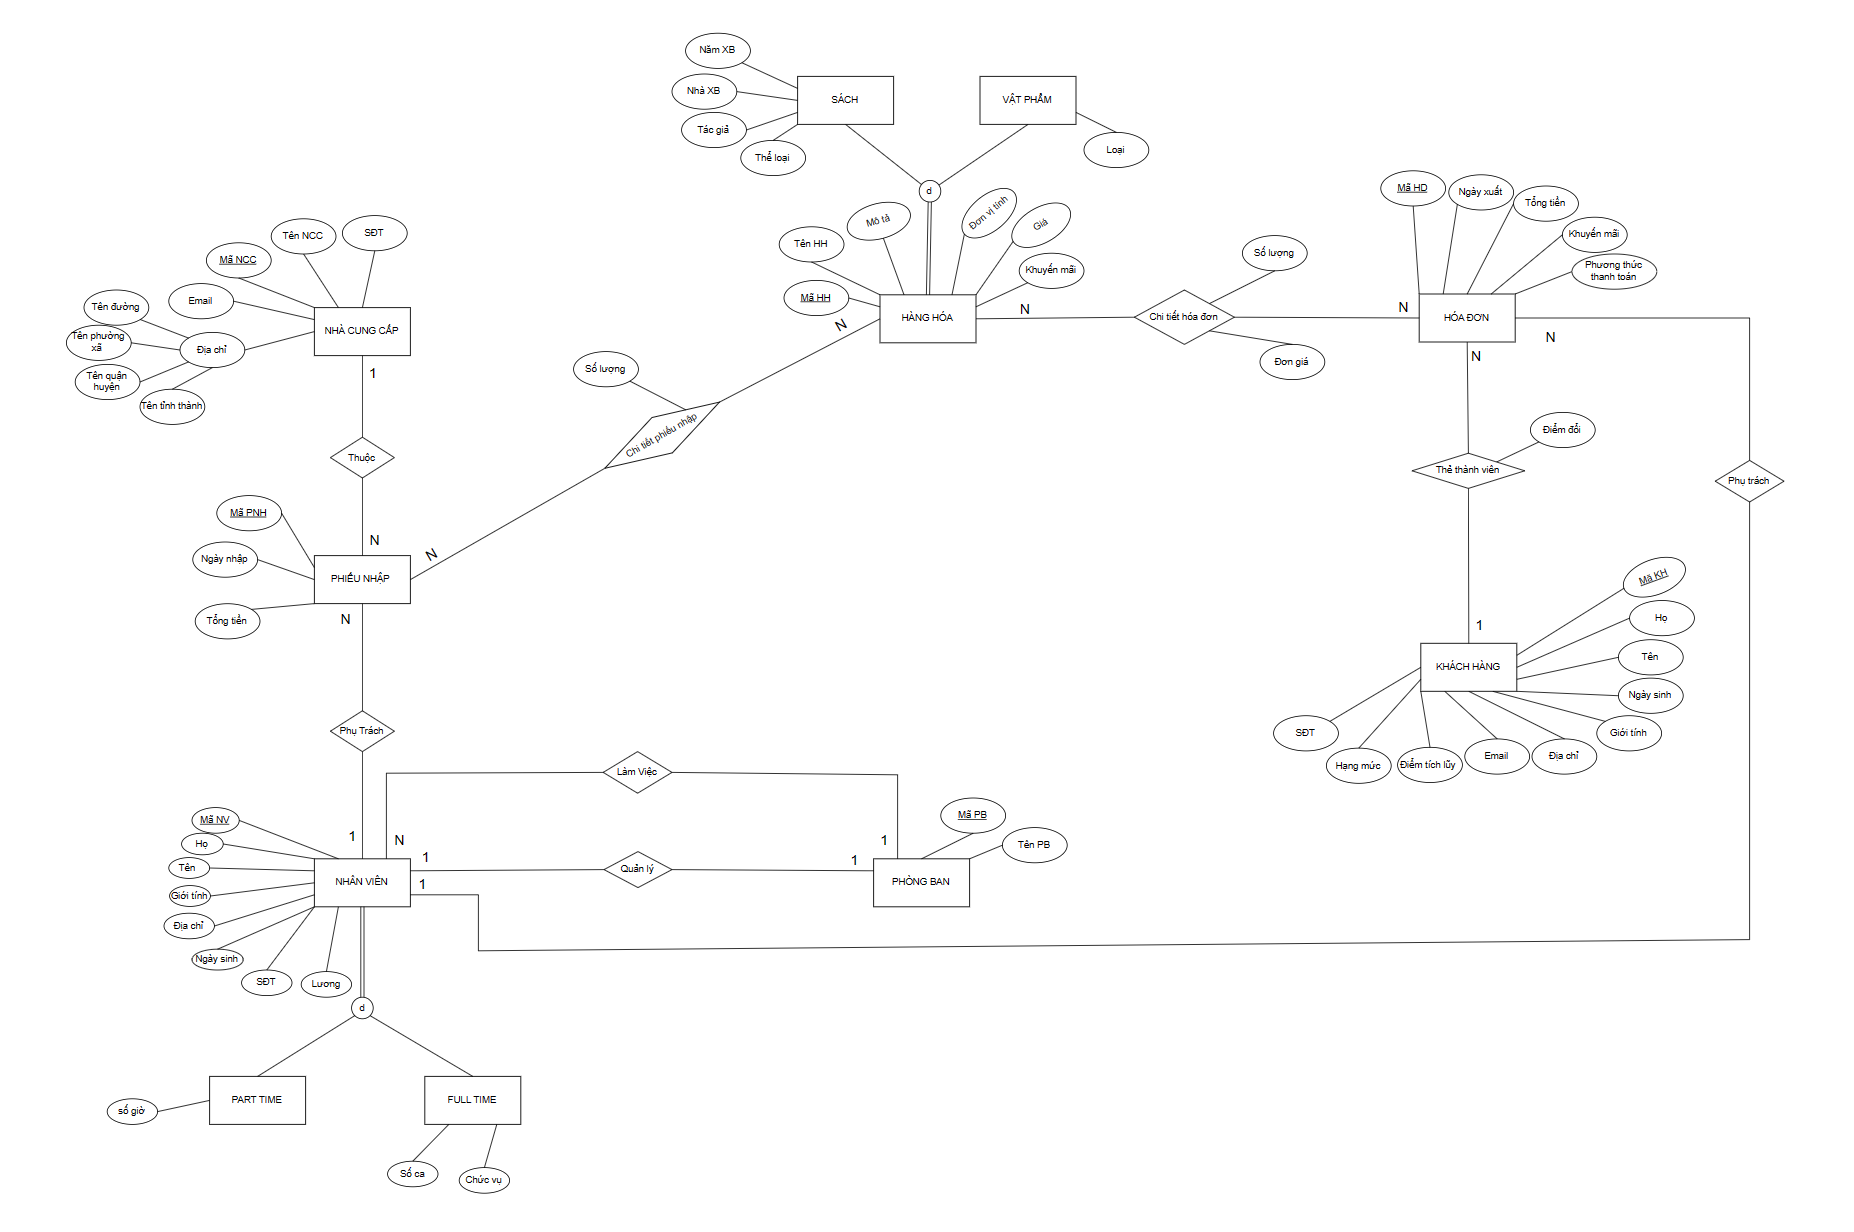 Năm XB
Nhà XB
Tác giả
Thể loại
SÁCH
VẬT PHẨM
Loại
d
Mô tả
Đơn vị tính
Giá
Tên HH
Khuyến mãi
Mã HH
HÀNG HÓA
N
N
Số lượng
Chi tiết hóa đơn
Đơn giá
N
Mã HD
Ngày xuất
Tổng tiền
Khuyến mãi
Phương thức
thanh toán
HÓA ĐƠN
N
N
Tên NCC
SĐT
Mã NCC
Email
Tên đường
Tên phường
xã
Địa chỉ
Tên quận
huyện
Tên tỉnh thành
NHÀ CUNG CẤP
1
Thuộc
N
Số lượng
Chi tiết phiếu nhập
N
Mã PNH
Ngày nhập
Tổng tiền
PHIẾU NHẬP
N
Điểm đổi
Thẻ thành viên
Phụ trách
1
Mã KH
Họ
Tên
Ngày sinh
Giới tính
KHÁCH HÀNG
SĐT
Hạng mức
Điểm tích lũy
Email
Địa chỉ
Phụ Trách
Làm Việc
1
N
1
1
1
1
Quản lý
Mã PB
Tên PB
PHÒNG BAN
Mã NV
Họ
Tên
Giới tính
Địa chỉ
Ngày sinh
SĐT
Lương
NHÂN VIÊN
d
PART TIME
FULL TIME
số giờ
Số ca
Chức vụ